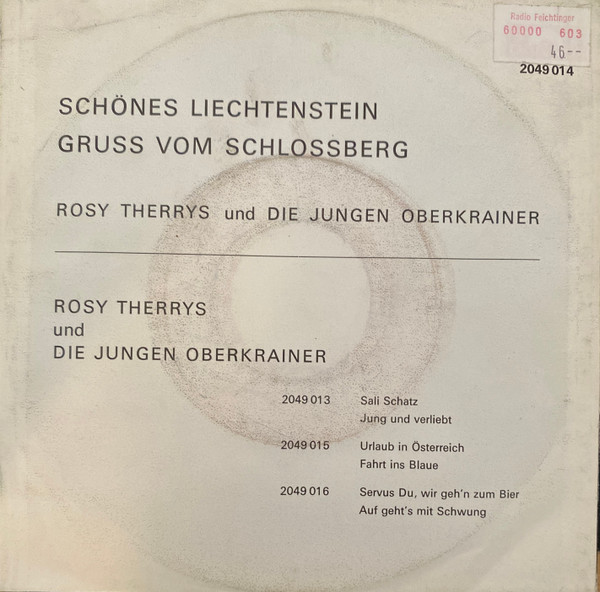 Radio Feichtinger
60000 603
46.--
2049 014
SCHÖNES LIECHTENSTEIN
GRUSS VOM SCHLOSSBERG
ROSY THERRYS und DIE JUNGEN OBERKRAINER
ROSY THERRYS
und
DIE JUNGEN OBERKRAINER
2049 013 Sali Schatz
Jung und verliebt
2049 015 Urlaub in Österreich
Fahrt ins Blaue
2049 016 Servus Du, wir geh'n zum Bier
Auf geht's mit Schwung